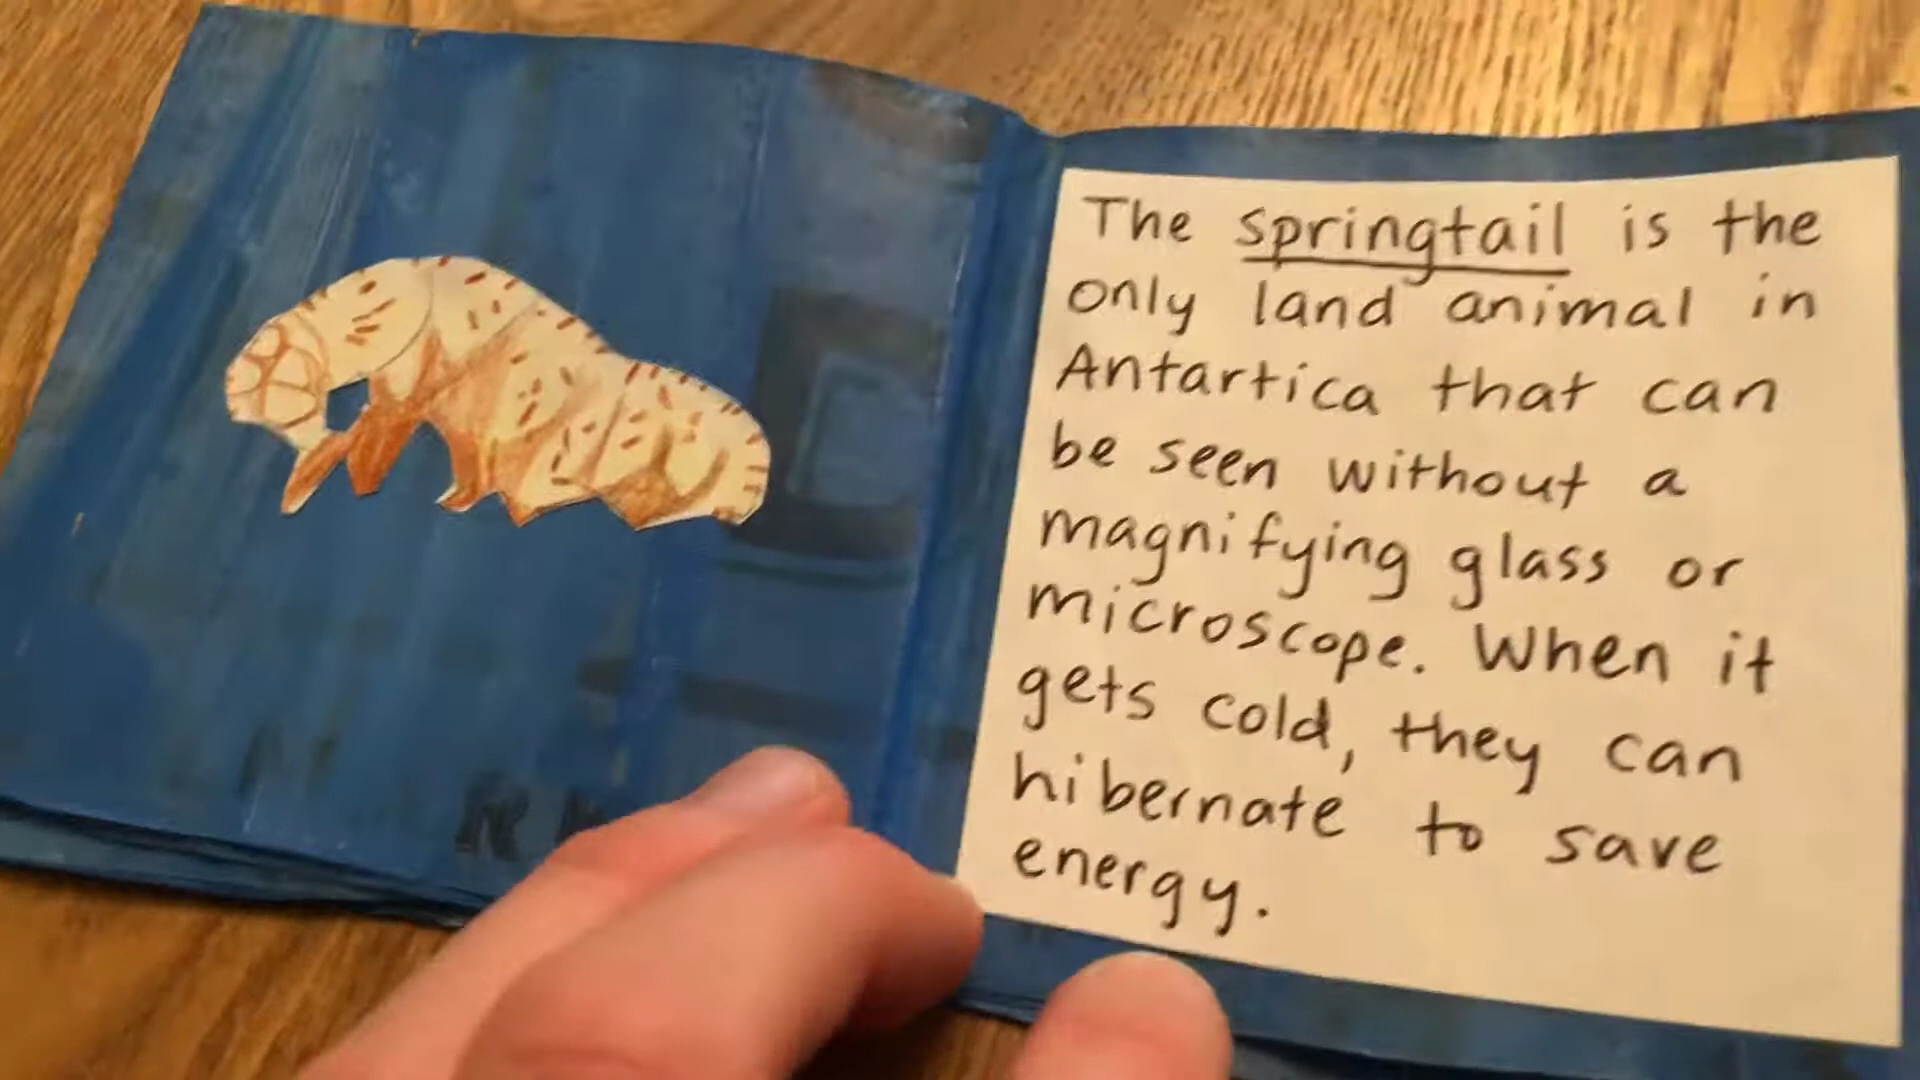 The springtail is the
only land animal in
Antartica that can
be seen without a
magnifying glass or
microscope. When it
gets cold, they can
hibernate to save
energy.